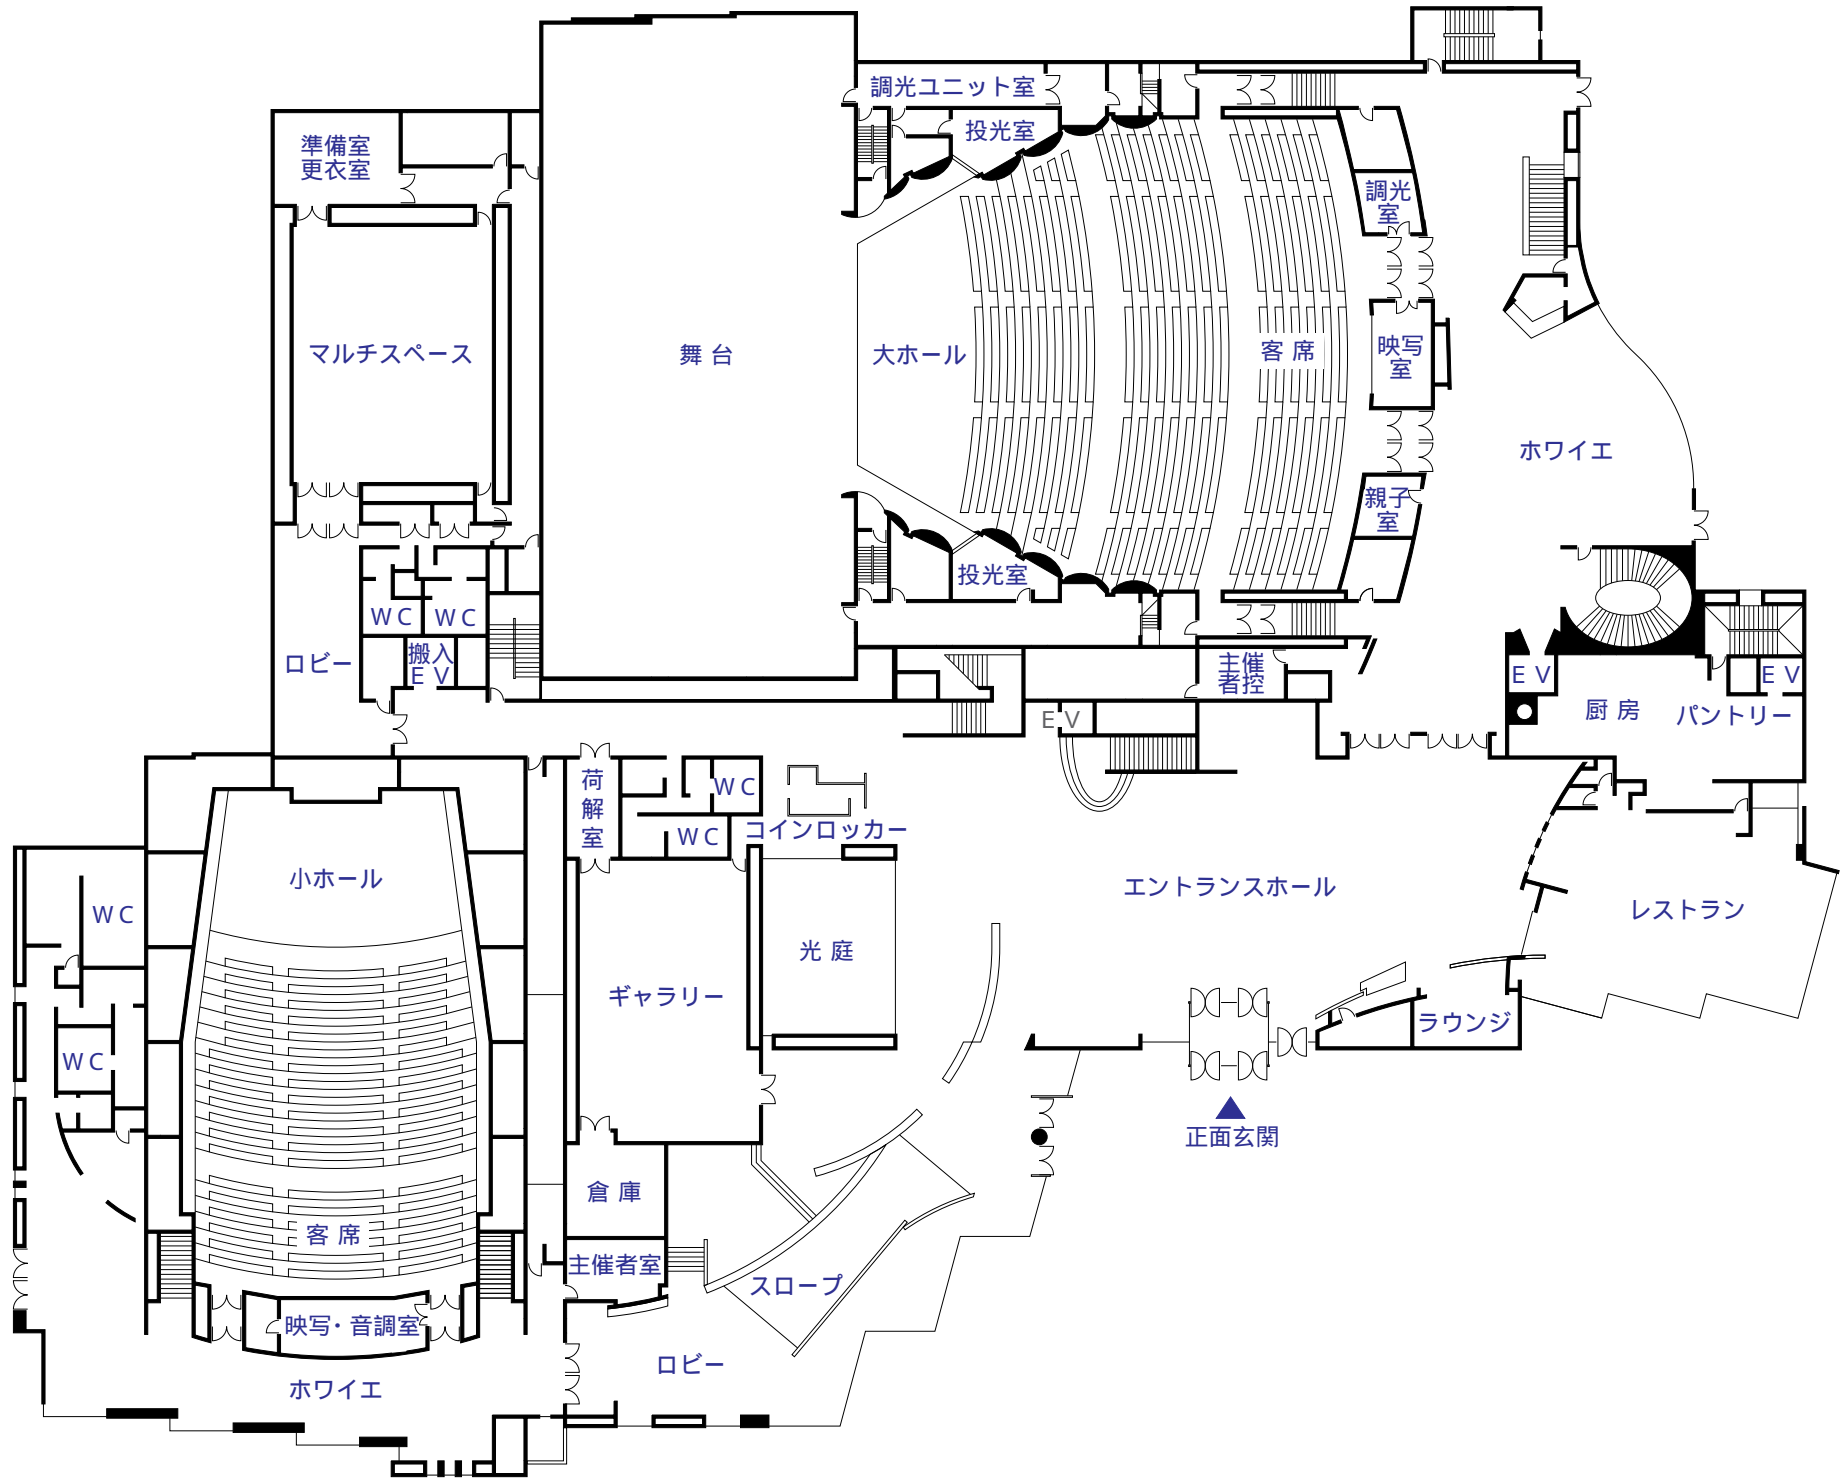 調光ユニット室
投光室
準備室
更衣室
調光
室
マルチスペース
舞 台
大ホール
客 席
映写
室
ホワイエ
親子
室
投光室
WC
WC
ロビー
搬入
EV
主催
者控
EV
EV
厨 房
パントリー
EV
荷
解
室
WC
WC
コインロッカー
小ホール
エントランスホール
WC
レストラン
光 庭
ギャラリー
ラウンジ
WC
正面玄関
倉 庫
客 席
主催者室
スロープ
映写・音調室
ロビー
ホワイエ